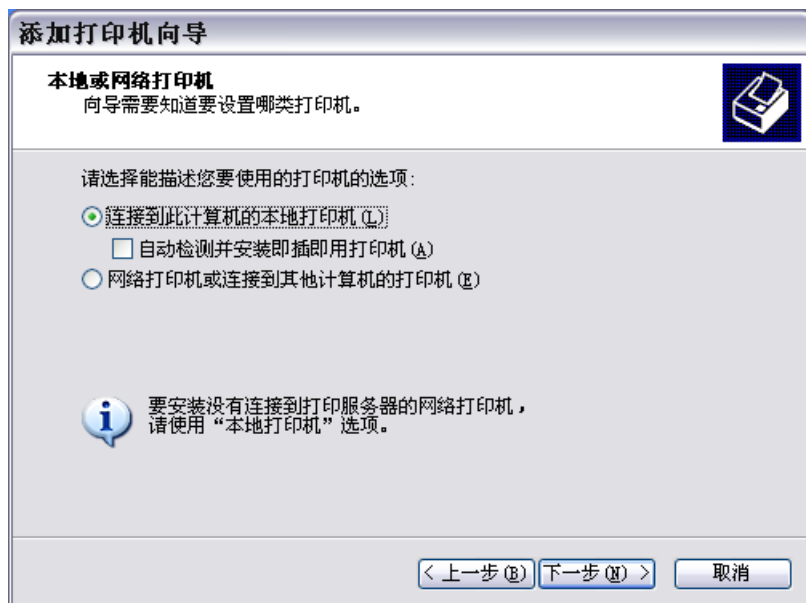 添加打印机向导
本地或网络打印机
向导需要知道要设置哪类打印机。
请选择能描述您要使用的打印机的选项:
连接到此计算机的本地打印机(L)
自动检测并安装即插即用打印机(A)
网络打印机或连接到其他计算机的打印机(E)
要安装没有连接到打印服务器的网络打印机，
请使用“本地打印机”选项。
< 上一步(B) 下一步(N) > 取消